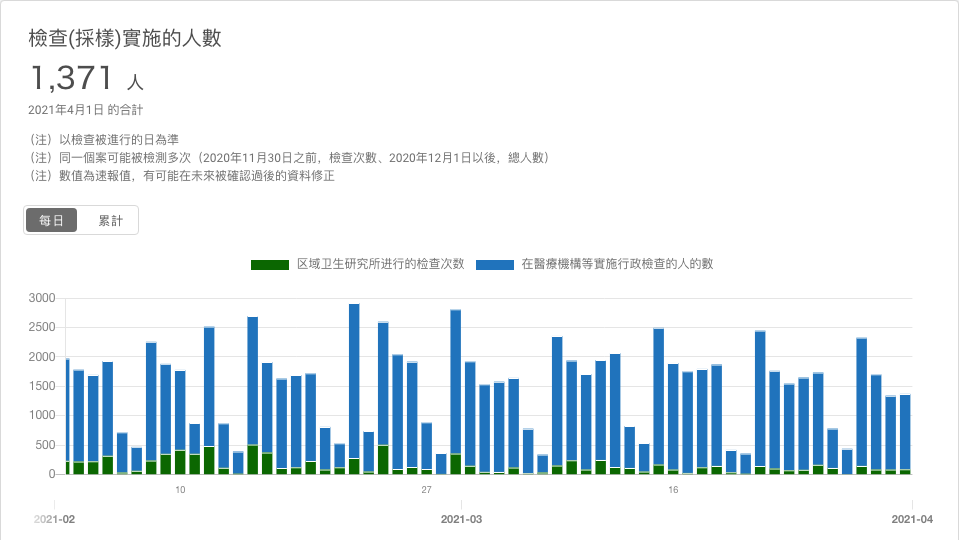 檢查(採樣)實施的人數
1,371 人
2021年4月1日 的合計
（注）以檢查被進行的日為準
（注）同一個案可能被檢測多次（2020年11月30日之前，檢查次數、2020年12月1日以後，總人數）
（注）數值為速報值，有可能在未來被確認過後的資料修正
每日 累計
区域卫生研究所进行的检查次数 在醫療機構等實施行政檢查的人的數
3000
2500
2000
1500
1000
500
0
10 27 16
2021-02 2021-03 2021-04